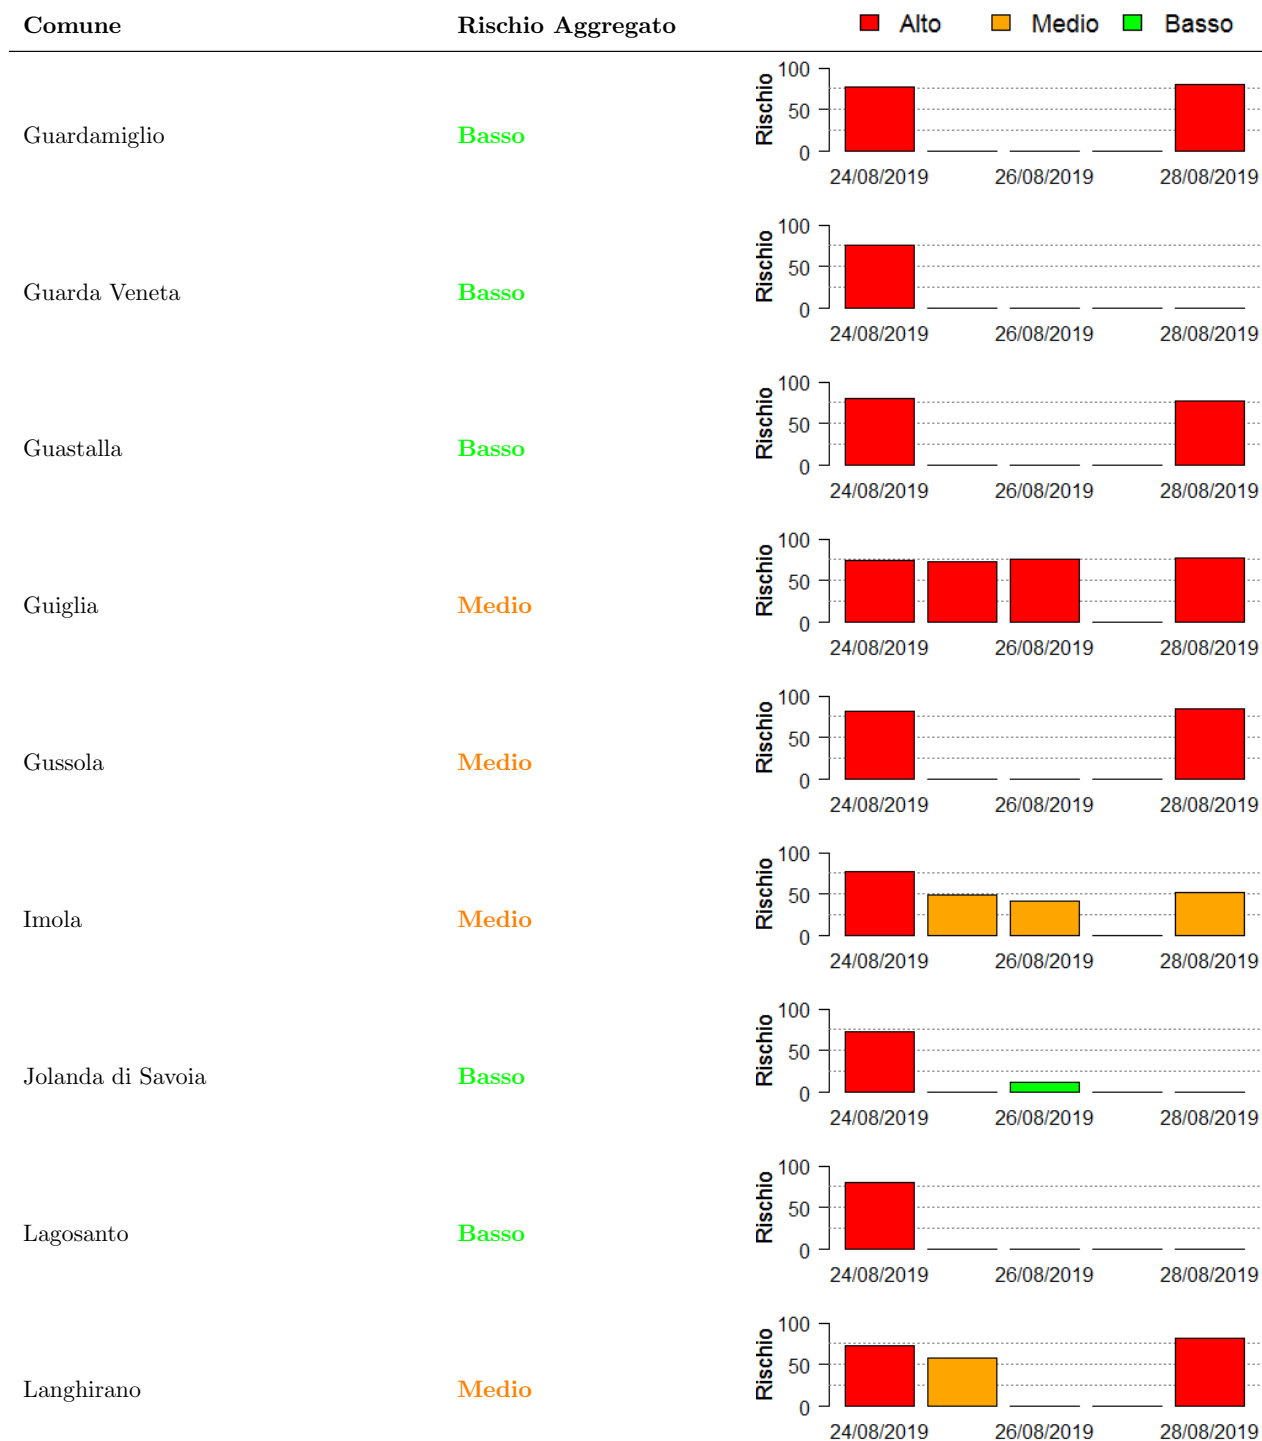 Comune Rischio Aggregato Alto Medio Basso
Guardamiglio Basso Rischio 100 50 0
24/08/2019 26/08/2019 28/08/2019
Guarda Veneta Basso Rischio 100 50 0
24/08/2019 26/08/2019 28/08/2019
Guastalla Basso Rischio 100 50 0
24/08/2019 26/08/2019 28/08/2019
Guiglia Medio Rischio 100 50 0
24/08/2019 26/08/2019 28/08/2019
Gussola Medio Rischio 100 50 0
24/08/2019 26/08/2019 28/08/2019
Imola Medio Rischio 100 50 0
24/08/2019 26/08/2019 28/08/2019
Jolanda di Savoia Basso Rischio 100 50 0
24/08/2019 26/08/2019 28/08/2019
Lagosanto Basso Rischio 100 50 0
24/08/2019 26/08/2019 28/08/2019
Langhirano Medio Rischio 100 50 0
24/08/2019 26/08/2019 28/08/2019